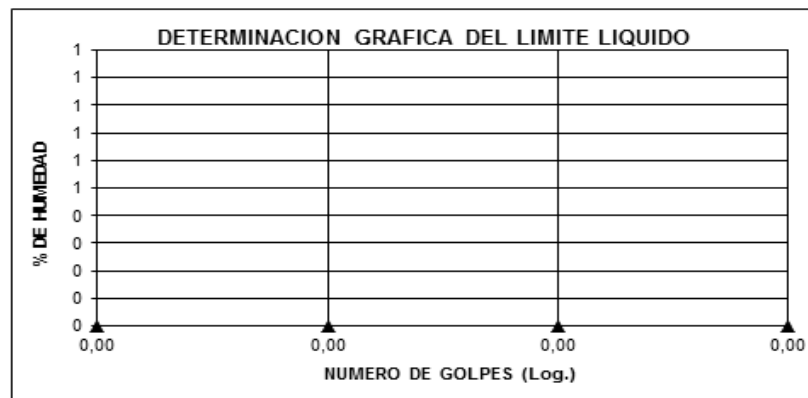 DETERMINACION GRAFICA DEL LIMITE LIQUIDO
1
1
1
1
1
1
0
0
0
0
0
% DE HUMEDAD
0,00 0,00 0,00 0,00
NUMERO DE GOLPES (Log.)